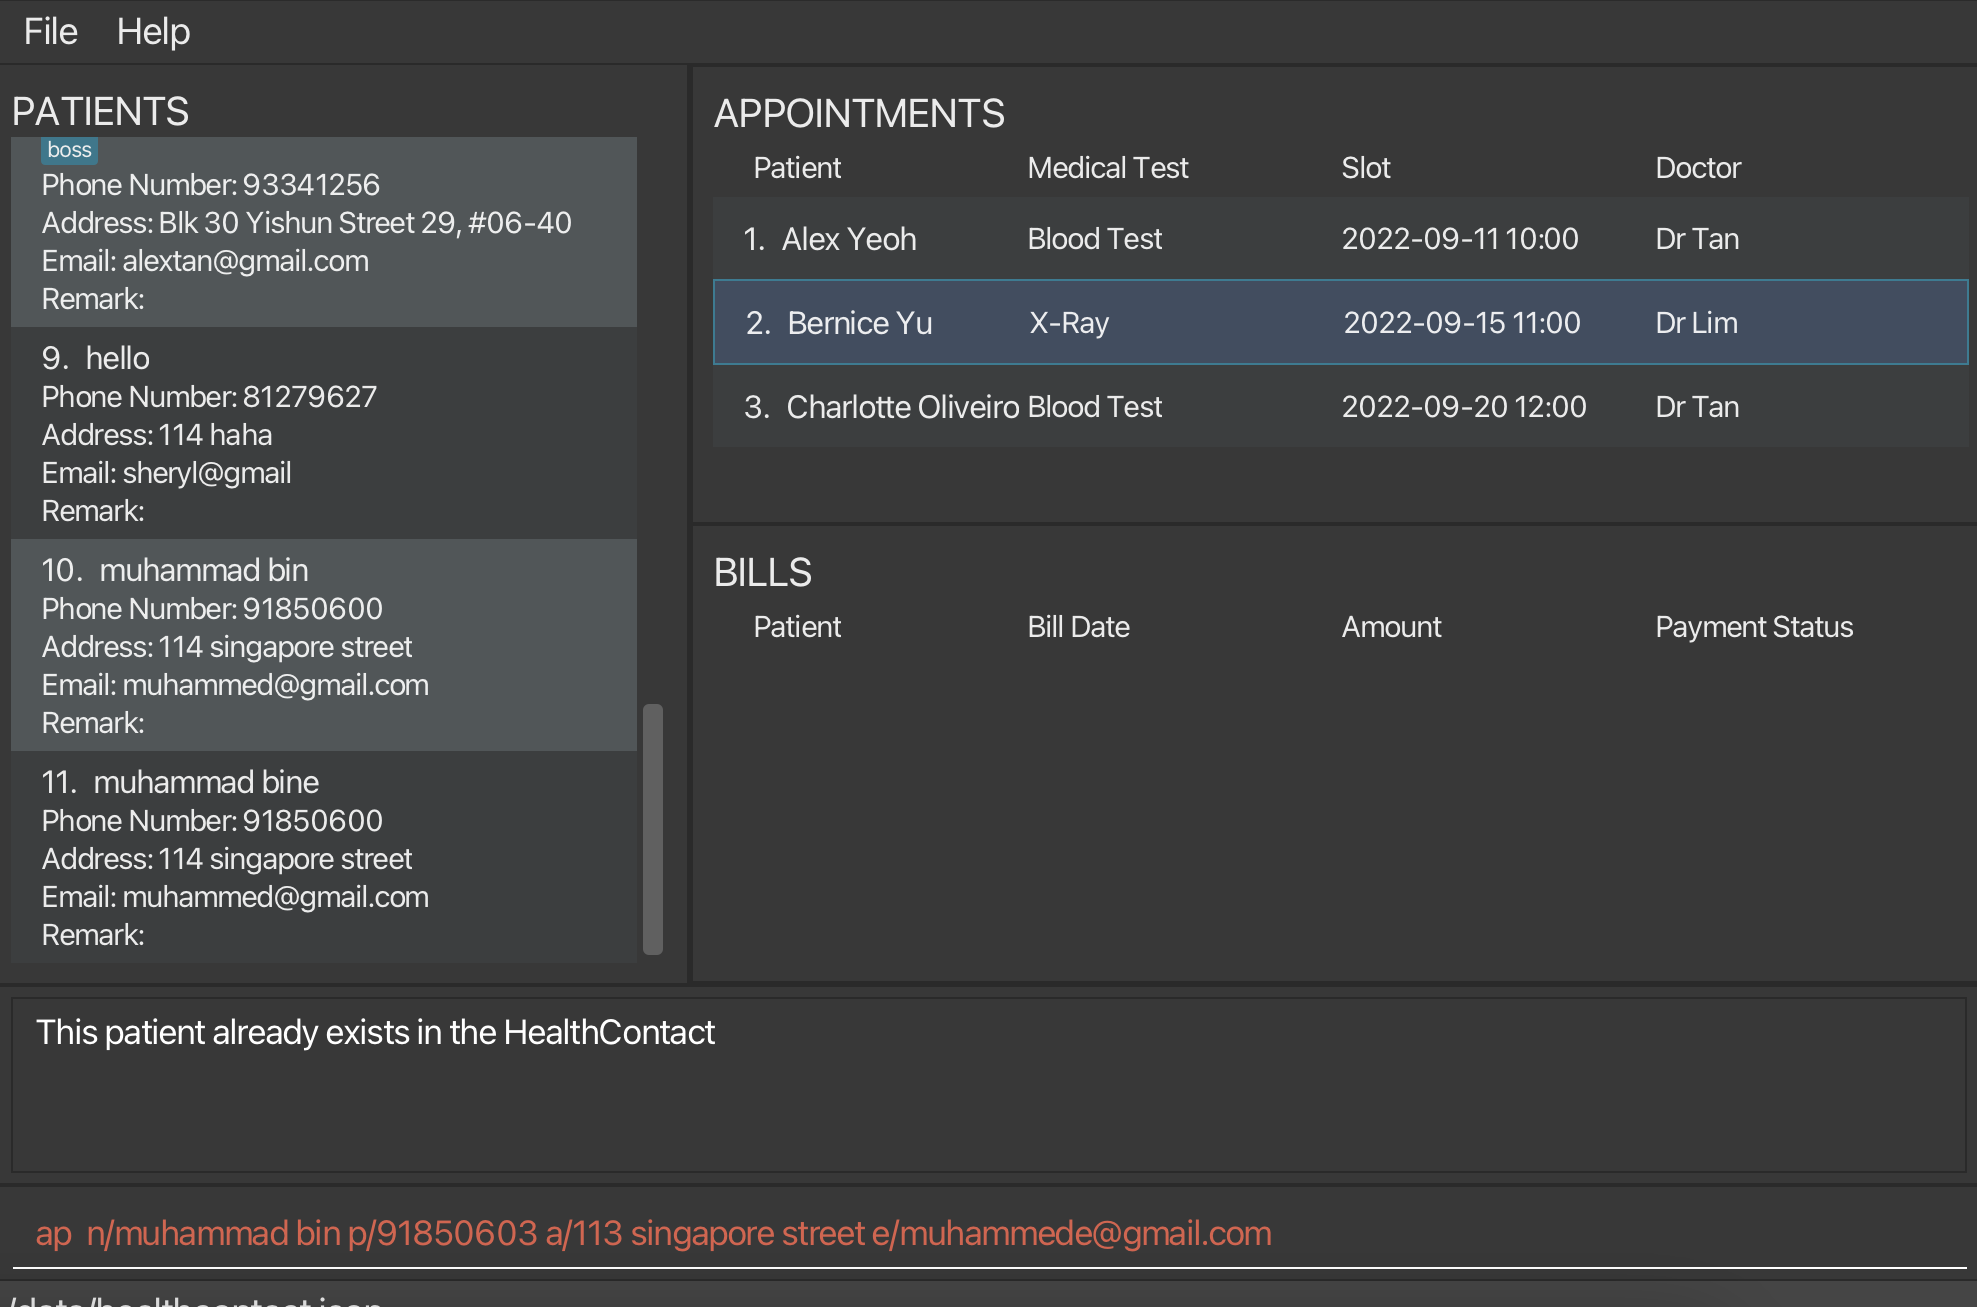 File Help
PATIENTS
boss
Phone Number: 93341256
Address: Blk 30 Yishun Street 29, #06-40
Email: alextan@gmail.com
Remark:
9. hello
Phone Number: 81279627
Address: 114 haha
Email: sheryl@gmail
Remark:
10. muhammad bin
Phone Number: 91850600
Address: 114 singapore street
Email: muhammed@gmail.com
Remark:
11. muhammad bine
Phone Number: 91850600
Address: 114 singapore street
Email: muhammed@gmail.com
Remark:
APPOINTMENTS
Patient Medical Test Slot Doctor
1. Alex Yeoh Blood Test 2022-09-11 10:00 Dr Tan
2. Bernice Yu X-Ray 2022-09-15 11:00 Dr Lim
3. Charlotte Oliveiro Blood Test 2022-09-20 12:00 Dr Tan
BILLS
Patient Bill Date Amount Payment Status
This patient already exists in the HealthContact
ap n/muhammad bin p/91850603 a/113 singapore street e/muhammede@gmail.com
/data/healthcontact.json